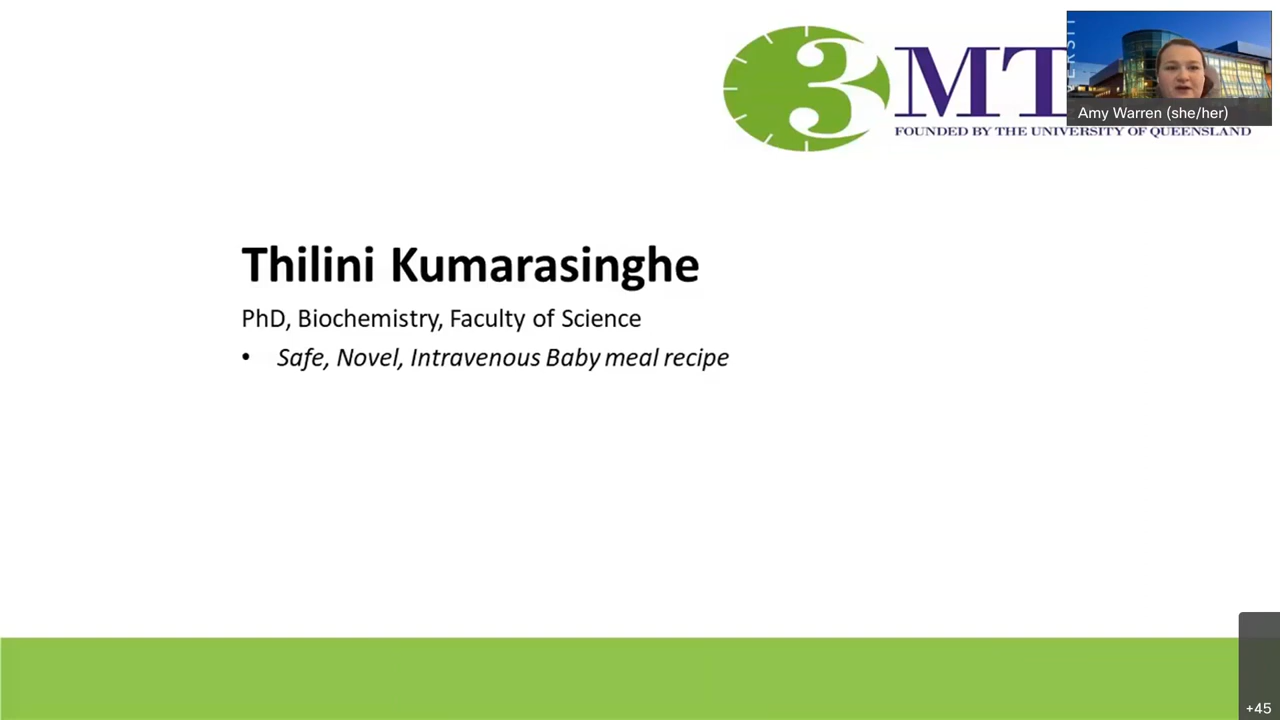 3MT
FOUNDED BY THE UNIVERSITY OF QUEENSLAND
Amy Warren (she/her)
Thilini Kumarasinghe
PhD, Biochemistry, Faculty of Science
• Safe, Novel, Intravenous Baby meal recipe
+45